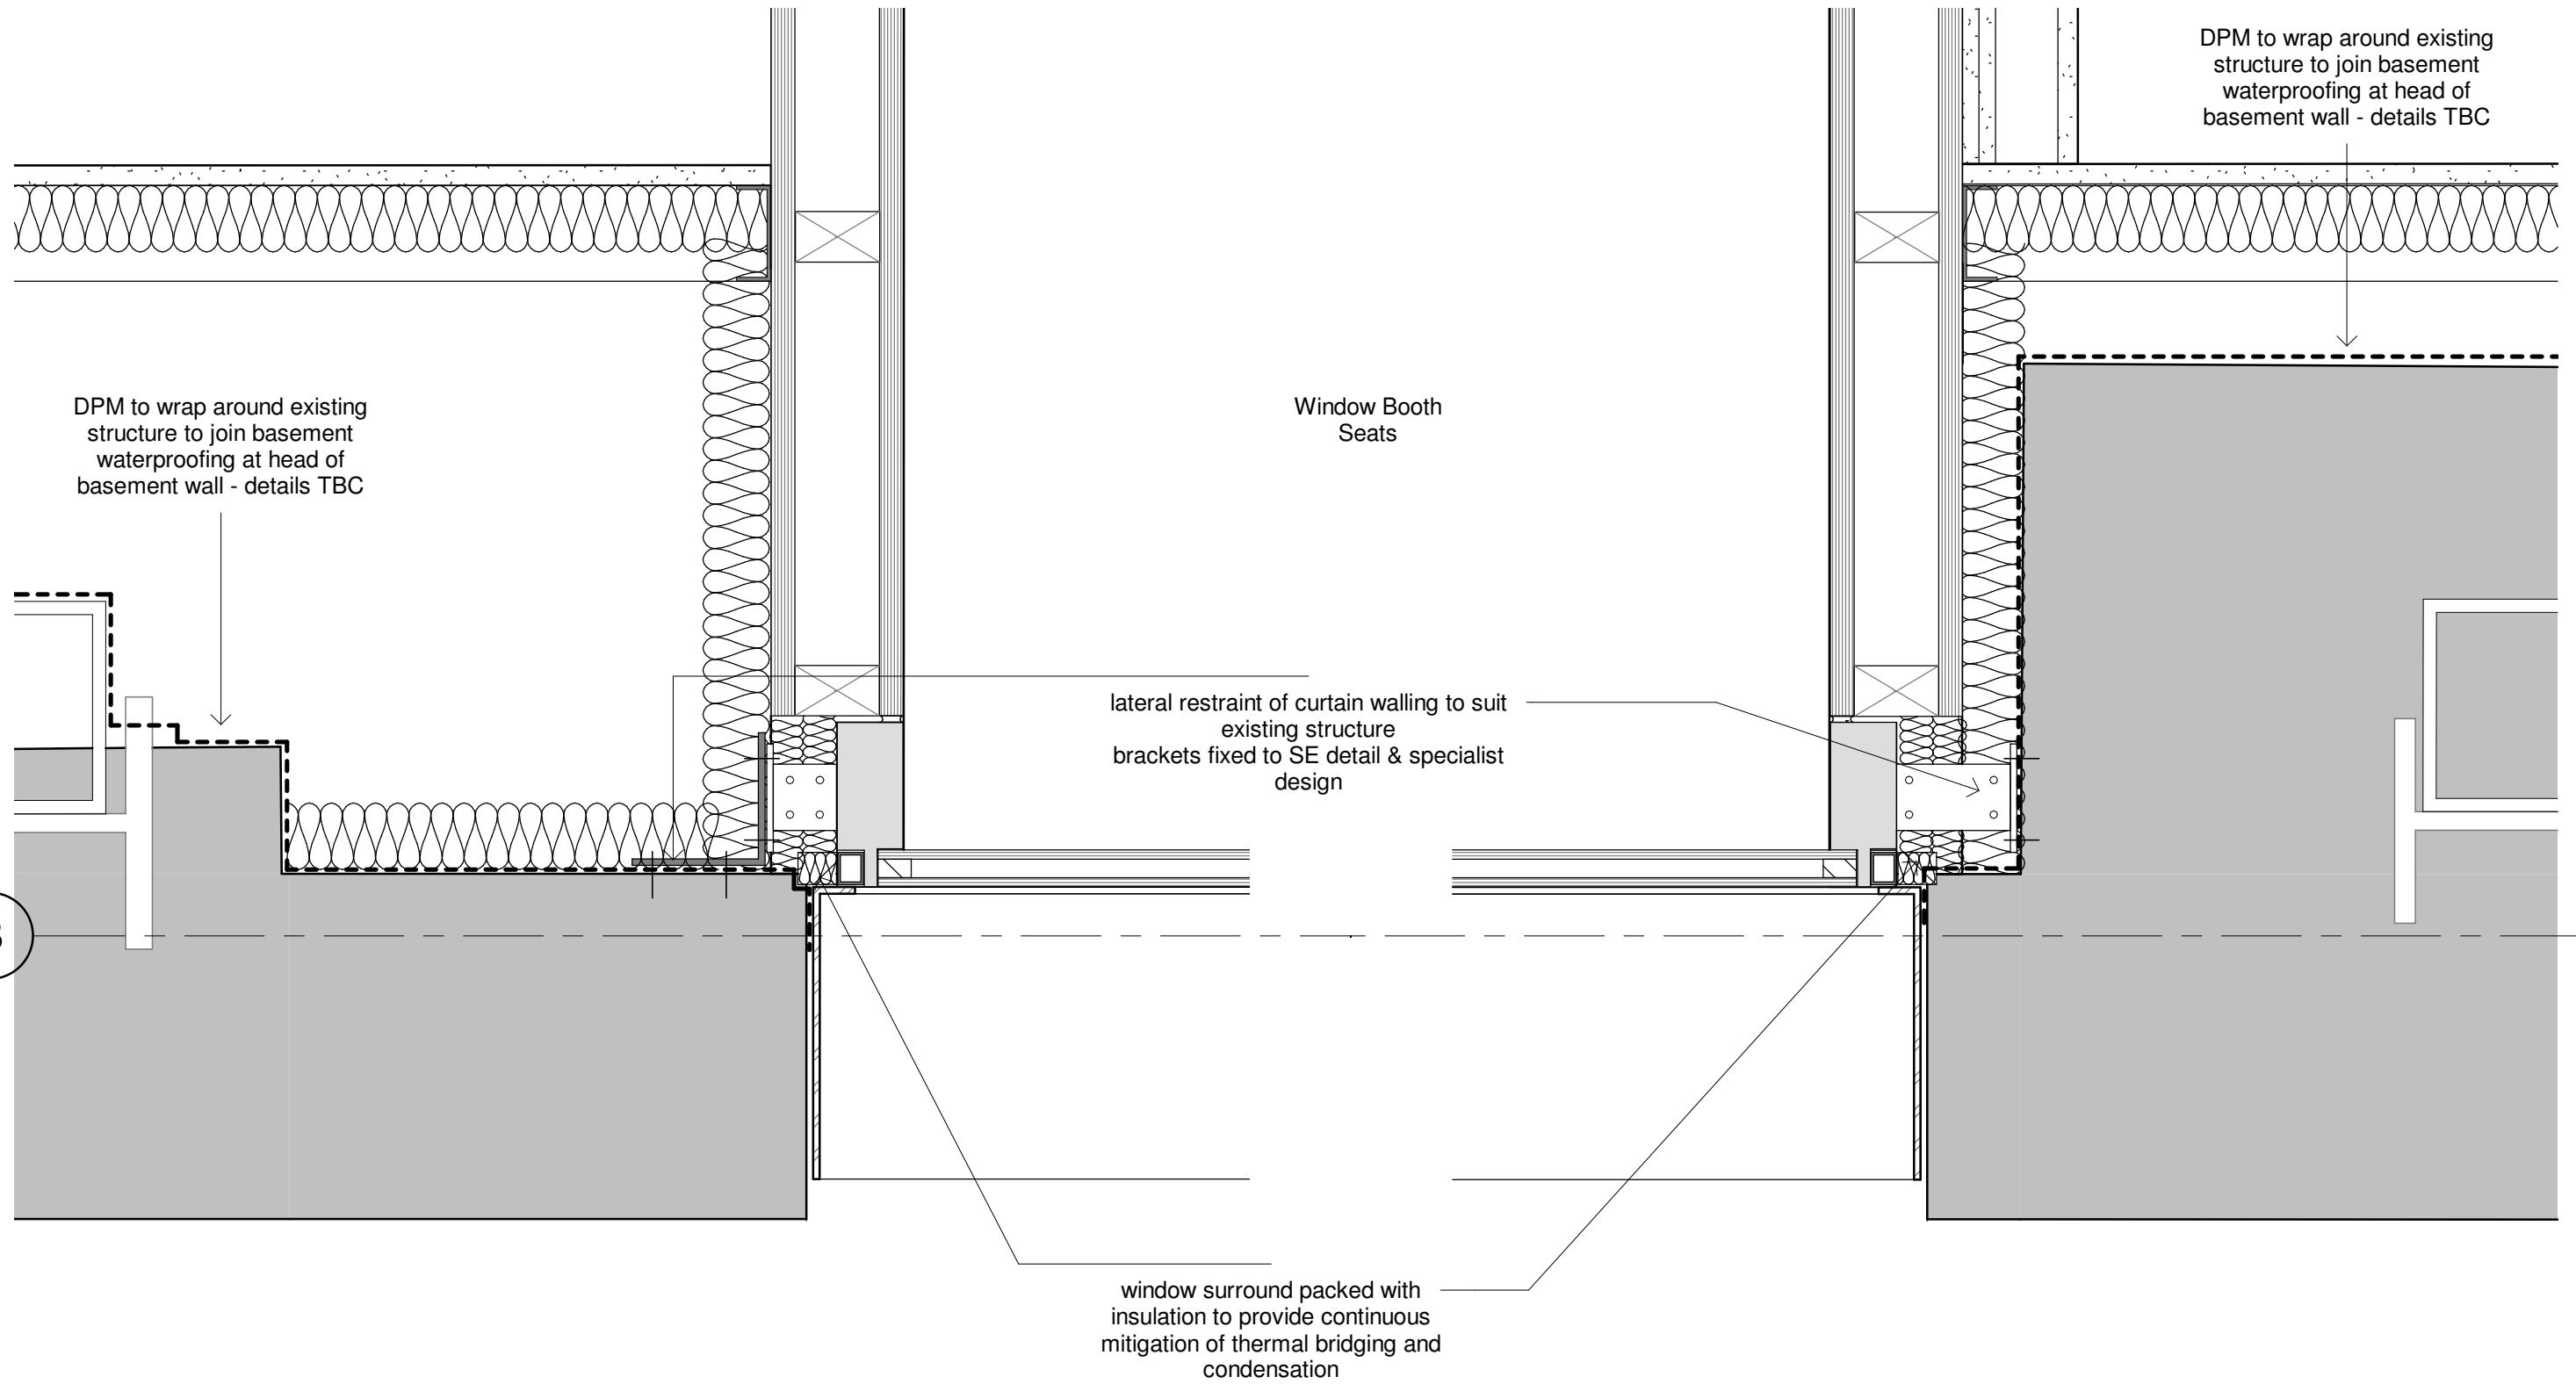 DPM to wrap around existing
structure to join basement
waterproofing at head of
basement wall - details TBC
DPM to wrap around existing
structure to join basement
waterproofing at head of
basement wall - details TBC
Window Booth
Seats
lateral restraint of curtain walling to suit
existing structure
brackets fixed to SE detail & specialist
design
window surround packed with
insulation to provide continuous
mitigation of thermal bridging and
condensation